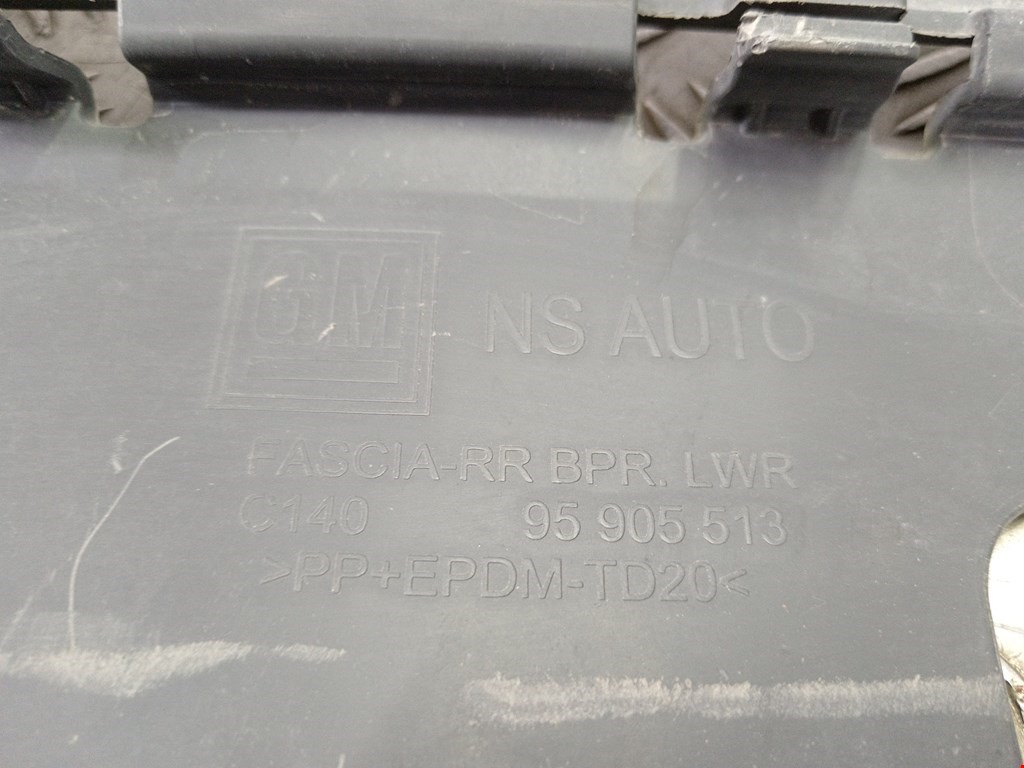 GM NS AUTO
FASCIA-RR BPR. LWR
C140 95 905 513
>PP+EPDM-TD20<